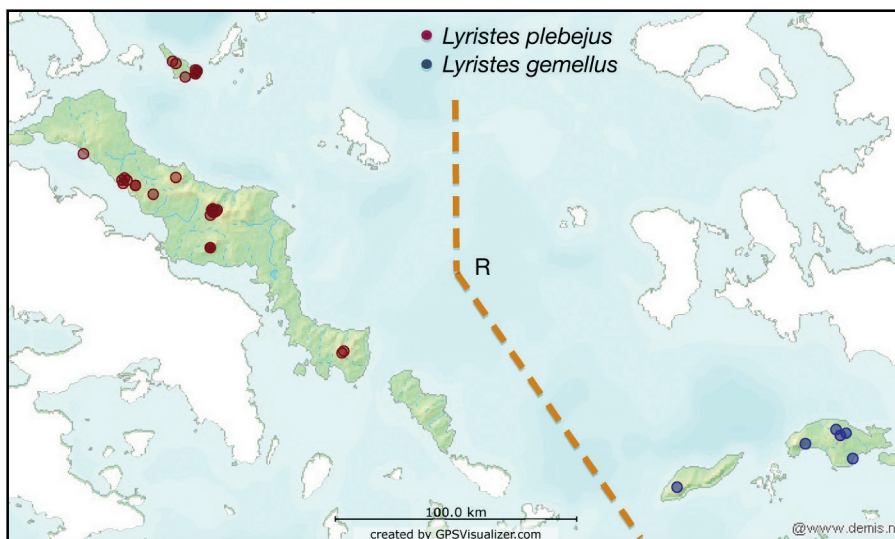 Lyristes plebejus
Lyristes gemellus
R
100.0 km
created by GPSVisualizer.com
@www.demis.n